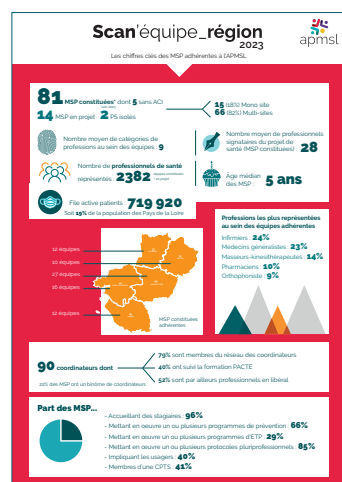 Scan'équipe_région
2023
apmsl
Les chiffres clés des MSP adhérentes à l'APMSL
81 MSP constituées* dont 5 sans ACI
14 MSP en projet 2 PS isolés
15 (18%) Mono site
66 (82%) Multi-sites
Nombre moyen de catégories de
professions au sein des équipes : 9
Nombre moyen de professionnels
signataires du projet de
santé (MSP constituées) : 28
Nombre de professionnels de santé
représentés : 2382
Âge médian
des MSP : 5 ans
File active patients : 719 920
Soit 19% de la population des Pays de la Loire
12 équipes
10 équipes
27 équipes
16 équipes
12 équipes
MSP constituées
adhérentes
Professions les plus représentées
au sein des équipes adhérentes
Infirmiers : 24%
Médecins généralistes : 23%
Masseurs-kinésithérapeutes : 14%
Pharmaciens : 10%
Orthophoniste : 9%
90 coordinateurs dont
20% des MSP ont un binôme de coordinateurs
79% sont membres du réseau des coordinateurs
40% ont suivi la formation PACTE
52% sont par ailleurs professionnels en libéral
Part des MSP...
- Accueillant des stagiaires : 96%
- Mettant en oeuvre un ou plusieurs programmes de prévention : 66%
- Mettant en oeuvre un ou plusieurs programmes d'ETP : 29%
- Mettant en oeuvre un ou plusieurs protocoles pluriprofessionnels : 85%
- Impliquant les usagers : 40%
- Membres d'une CPTS : 41%